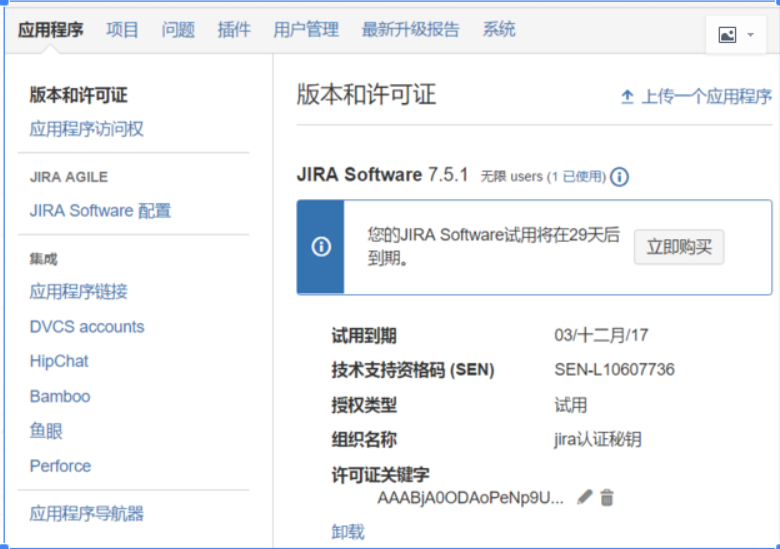 应用程序 项目 问题 插件 用户管理 最新升级报告 系统
版本和许可证
应用程序访问权
JIRA AGILE
JIRA Software 配置
集成
应用程序链接
DVCS accounts
HipChat
Bamboo
鱼眼
Perforce
应用程序导航器
版本和许可证
上传一个应用程序
JIRA Software 7.5.1 无限 users (1 已使用)
您的JIRA Software试用将在29天后
到期。
立即购买
试用到期 03/十二月/17
技术支持资格码 (SEN) SEN-L10607736
授权类型 试用
组织名称 jira认证秘钥
许可证关键字
AAABjA0ODAoPeNp9U...
卸载